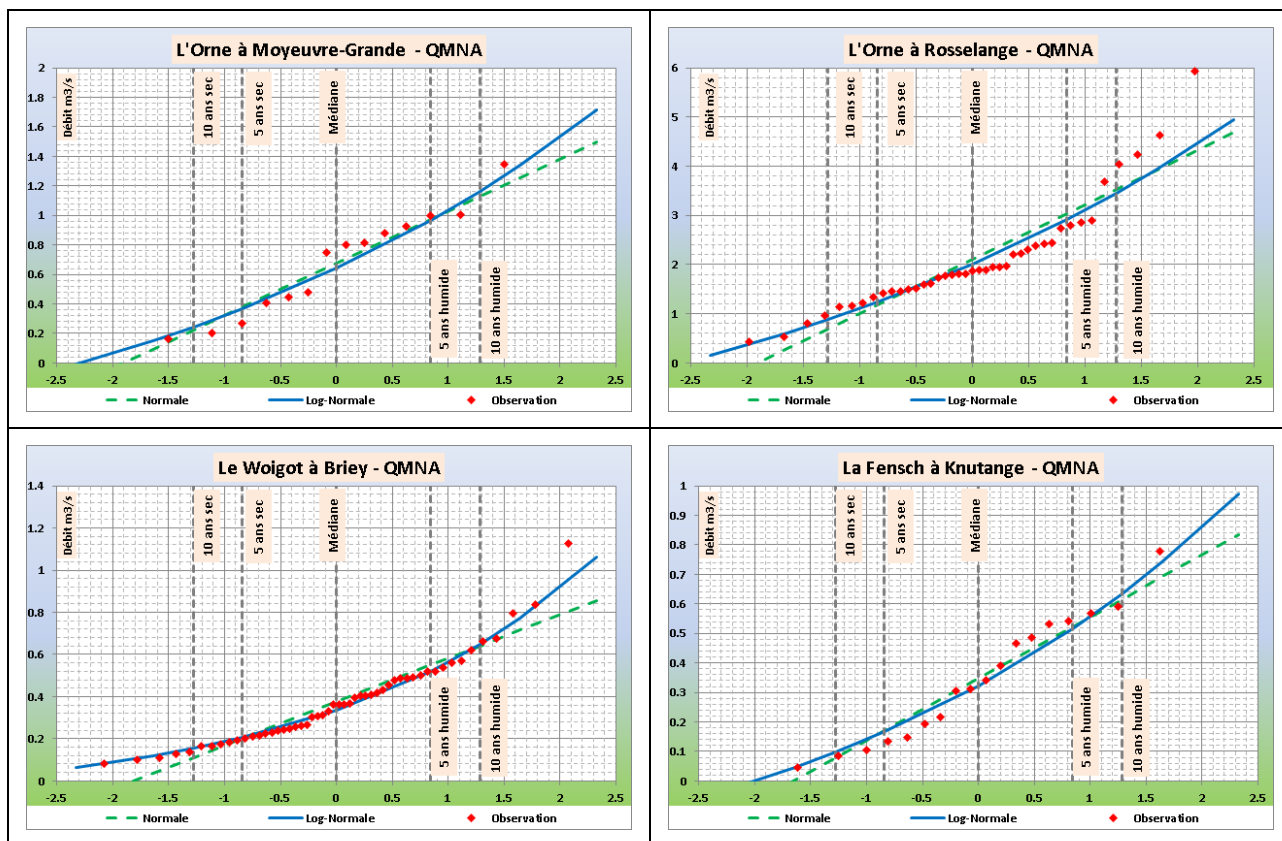 L'Orne à Moyeuvre-Grande - QMNA
Débit m3/s
10 ans sec
5 ans sec
Médiane
5 ans humide
10 ans humide
2
1.8
1.6
1.4
1.2
1
0.8
0.6
0.4
0.2
0
-2.5 -2 -1.5 -1 -0.5 0 0.5 1 1.5 2 2.5
Normale Log-Normale Observation
L'Orne à Rosselange - QMNA
Débit m3/s
10 ans sec
5 ans sec
Médiane
5 ans humide
10 ans humide
6
5
4
3
2
1
0
-2.5 -2 -1.5 -1 -0.5 0 0.5 1 1.5 2 2.5
Normale Log-Normale Observation
Le Woigot à Briey - QMNA
Débit m3/s
10 ans sec
5 ans sec
Médiane
5 ans humide
10 ans humide
1.4
1.2
1
0.8
0.6
0.4
0.2
0
-2.5 -2 -1.5 -1 -0.5 0 0.5 1 1.5 2 2.5
Normale Log-Normale Observation
La Fensch à Knutange - QMNA
Débit m3/s
10 ans sec
5 ans sec
Médiane
5 ans humide
10 ans humide
1
0.9
0.8
0.7
0.6
0.5
0.4
0.3
0.2
0.1
0
-2.5 -2 -1.5 -1 -0.5 0 0.5 1 1.5 2 2.5
Normale Log-Normale Observation